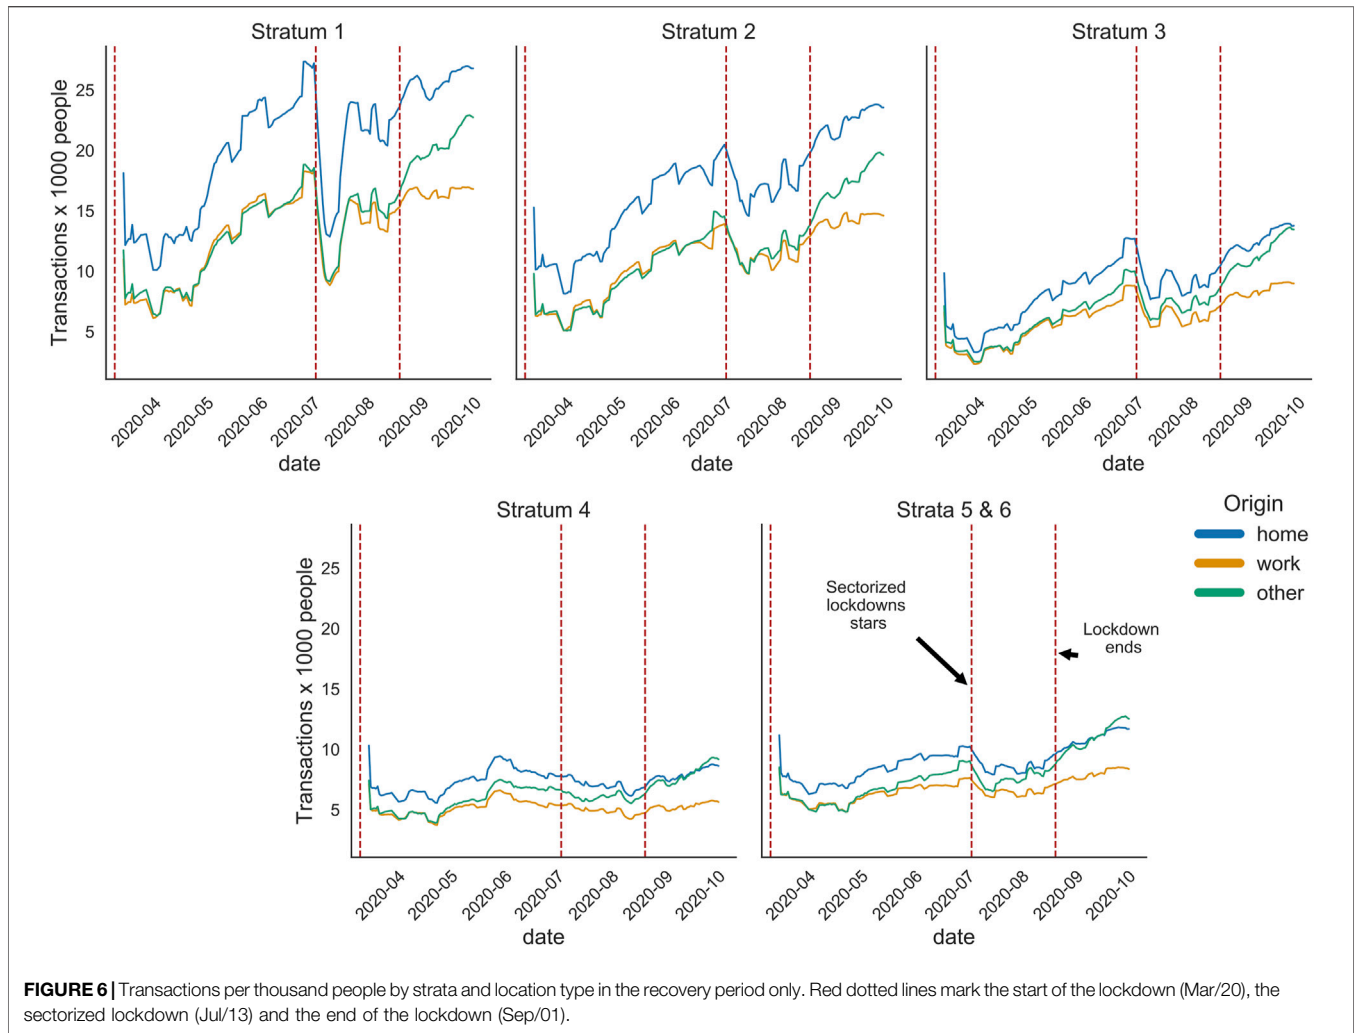 Stratum 1
Stratum 2
Stratum 3
Transactions x 1000 people
25
20
15
10
5
2020-04
2020-05
2020-06
2020-07
2020-08
2020-09
2020-10
date
2020-04
2020-05
2020-06
2020-07
2020-08
2020-09
2020-10
date
2020-04
2020-05
2020-06
2020-07
2020-08
2020-09
2020-10
date
Stratum 4
Strata 5 & 6
Transactions x 1000 people
25
20
15
10
5
2020-04
2020-05
2020-06
2020-07
2020-08
2020-09
2020-10
date
Sectorized
lockdowns
stars
Lockdown
ends
2020-04
2020-05
2020-06
2020-07
2020-08
2020-09
2020-10
date
Origin
home
work
other
FIGURE 6 | Transactions per thousand people by strata and location type in the recovery period only. Red dotted lines mark the start of the lockdown (Mar/20), the
sectorized lockdown (Jul/13) and the end of the lockdown (Sep/01).